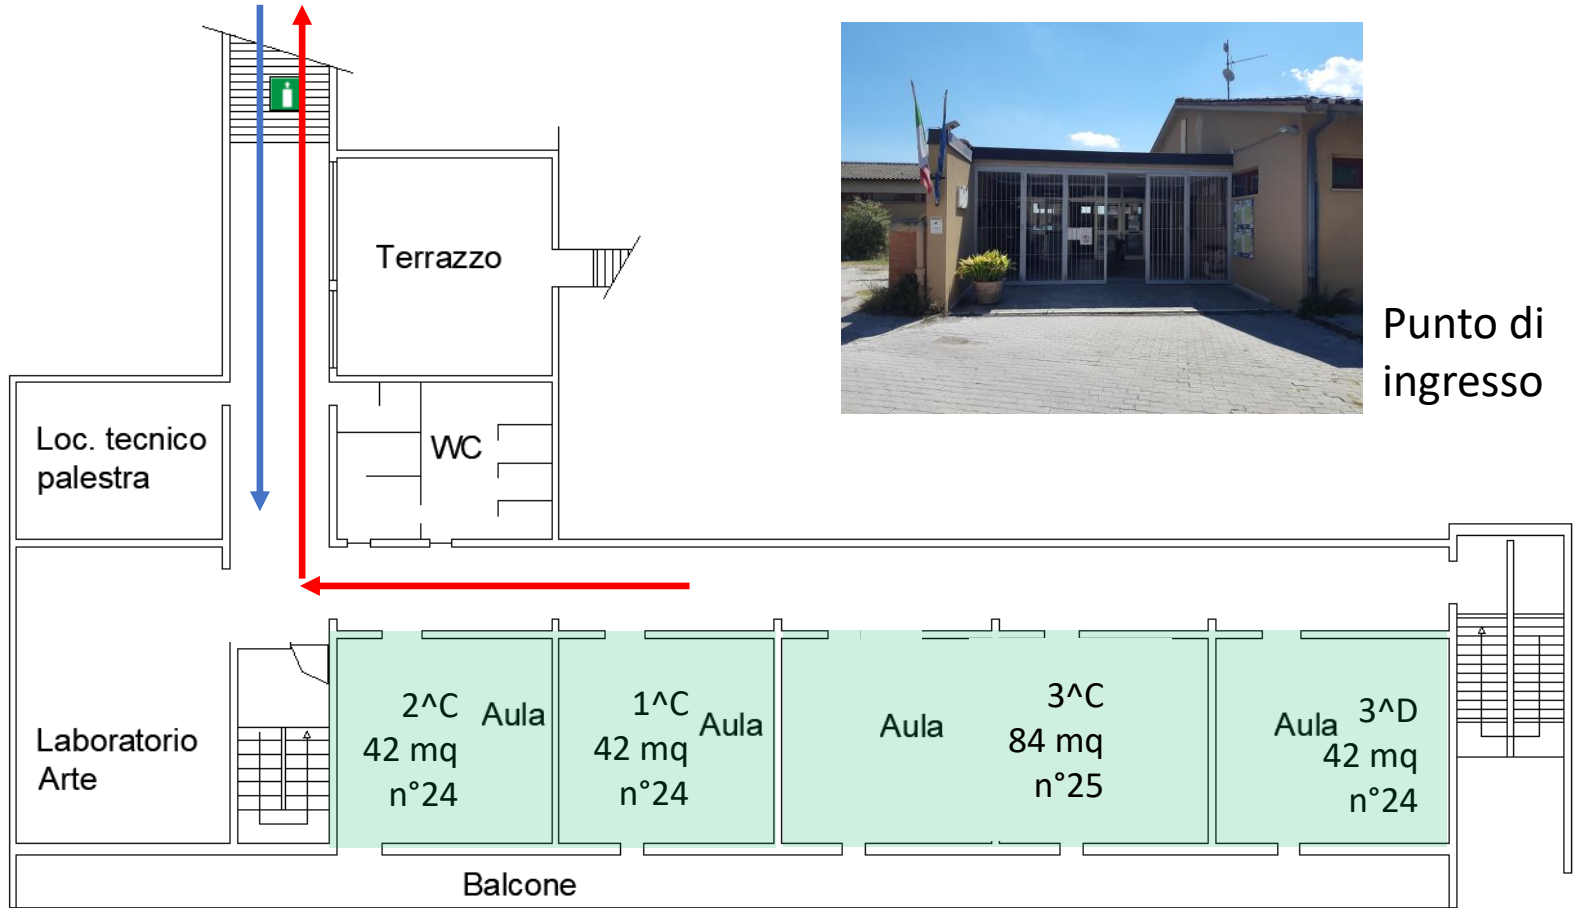 Terrazzo
Punto di
ingresso
Loc. tecnico
palestra
WC
Laboratorio
Arte
2^C
Aula
42 mq
n°24
1^C
Aula
42 mq
n°24
Aula
3^C
84 mq
n°25
Aula
3^D
42 mq
n°24
Balcone